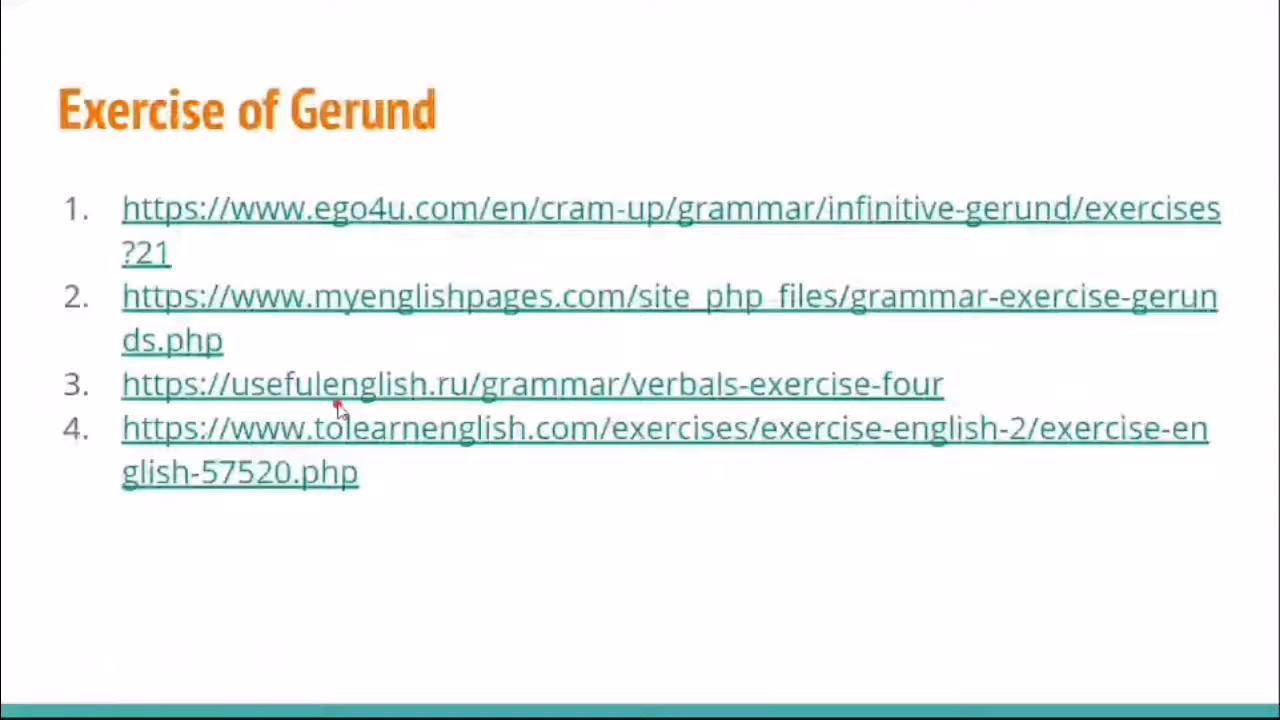 Exercise of Gerund
1. https://www.ego4u.com/en/cram-up/grammar/infinitive-gerund/exercises
?21
2. https://www.myenglishpages.com/site_php_files/grammar-exercise-gerun
ds.php
3. https://usefulenglish.ru/grammar/verbals-exercise-four
4. https://www.tolearnenglish.com/exercises/exercise-english-2/exercise-en
glish-57520.php